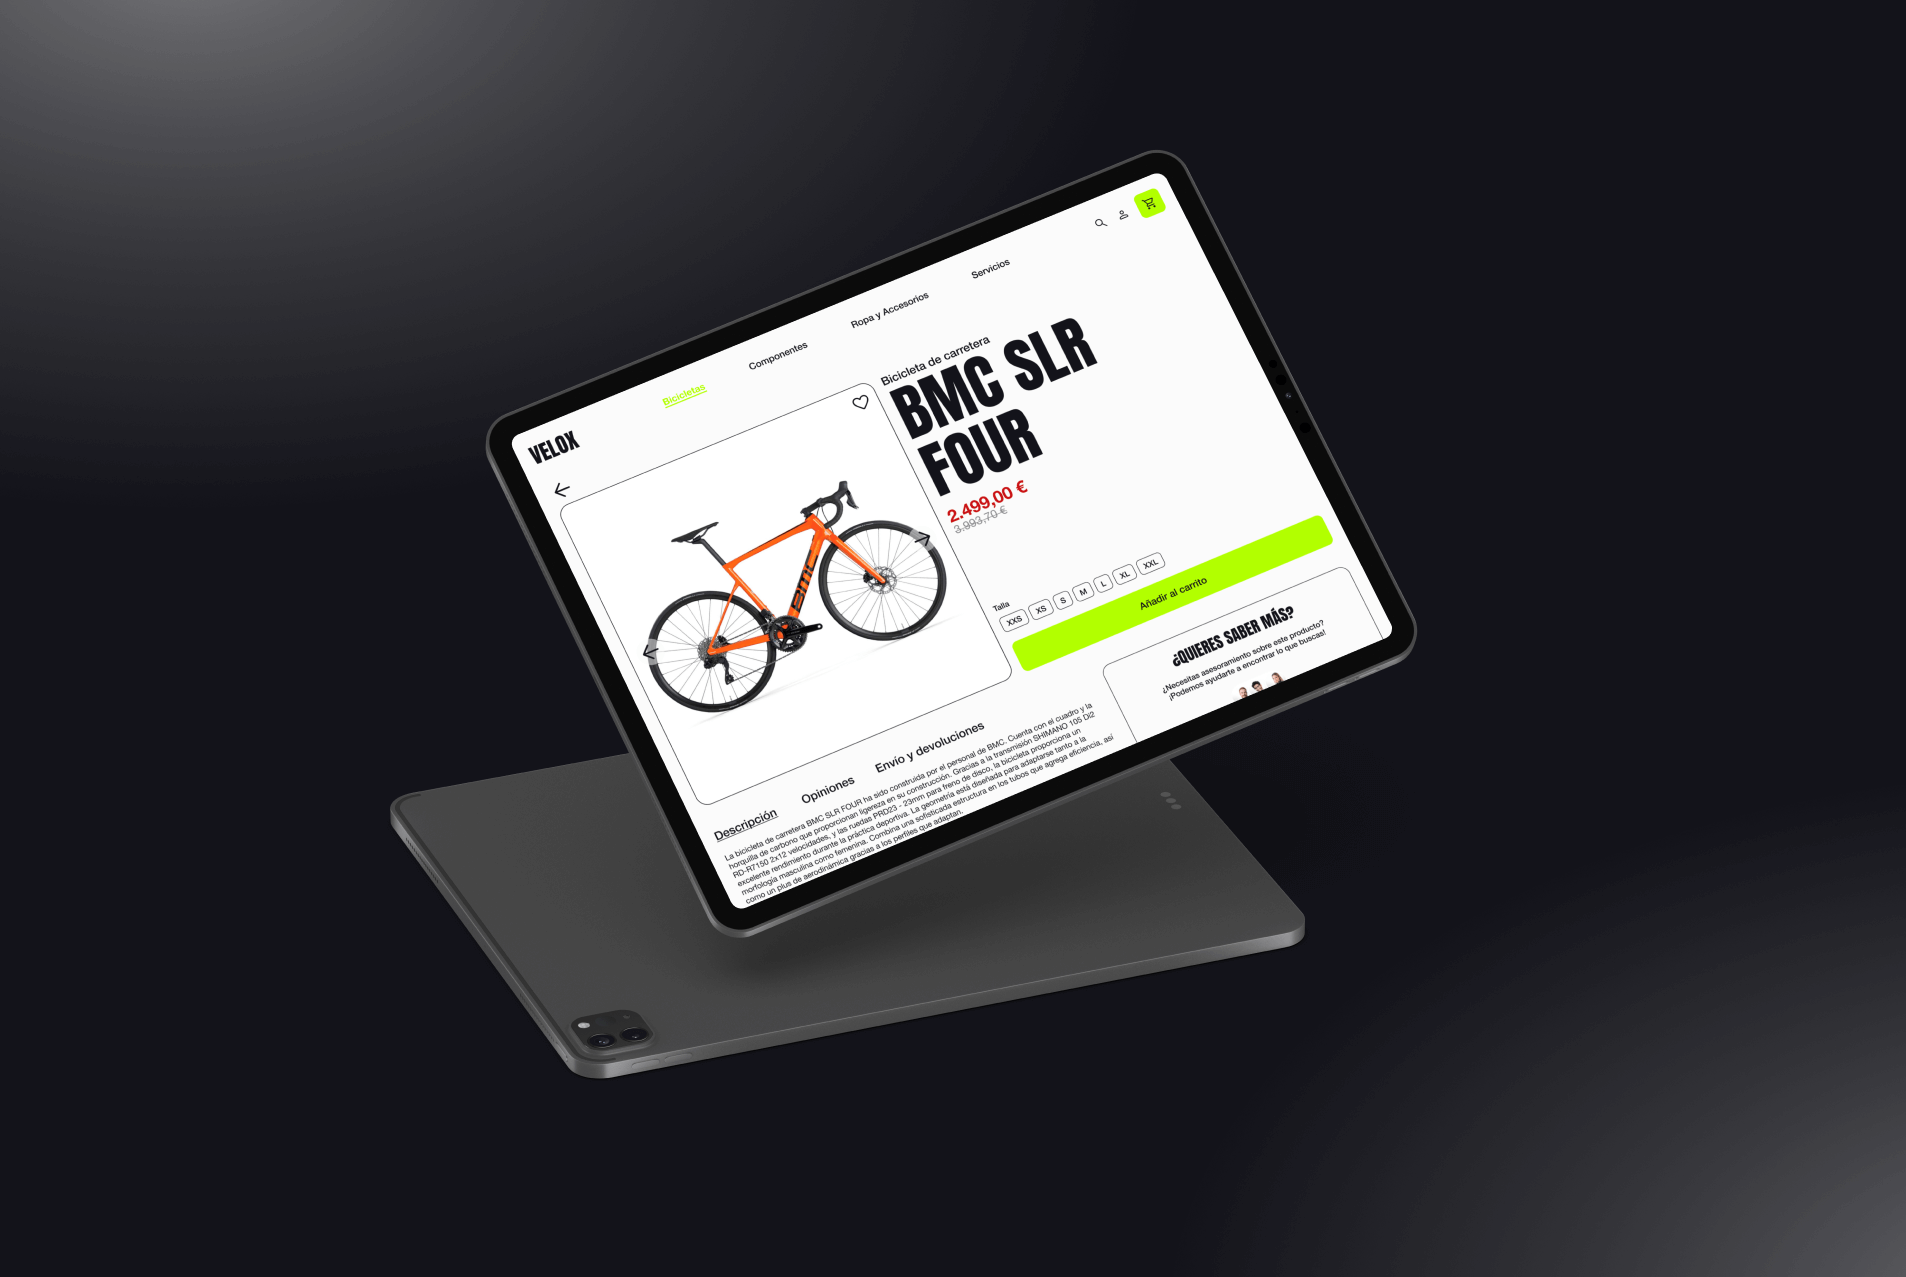 VELOX
Bicicletas
Componentes
Ropa y Accesorios
Servicios
Bicicleta de carretera
BMC SLR
FOUR
2.499,00 €
3.993,70 €
BMC
Talla
XXS
XS
S
M
L
XL
XXL
Añadir al carrito
¿QUIERES SABER MÁS?
¿Necesitas asesoramiento sobre este producto?
¡Podemos ayudarte a encontrar lo que buscas!
Descripción
Opiniones
Envío y devoluciones
La bicicleta de carretera BMC SLR FOUR ha sido construida por el personal de BMC. Cuenta con el cuadro y la
horquilla de carbono que proporcionan ligereza en su construcción. Gracias a la transmisión SHIMANO 105 Di2
RD-R7150 2x12 velocidades, y las ruedas PRD23 - 23mm para freno de disco, la bicicleta proporciona un
excelente rendimiento durante la práctica deportiva. La geometría está diseñada para adaptarse tanto a la
morfología masculina como femenina. Combina una sofisticada estructura en los tubos que agrega eficiencia, así
como un plus de aerodinámica gracias a los perfiles que adaptan.